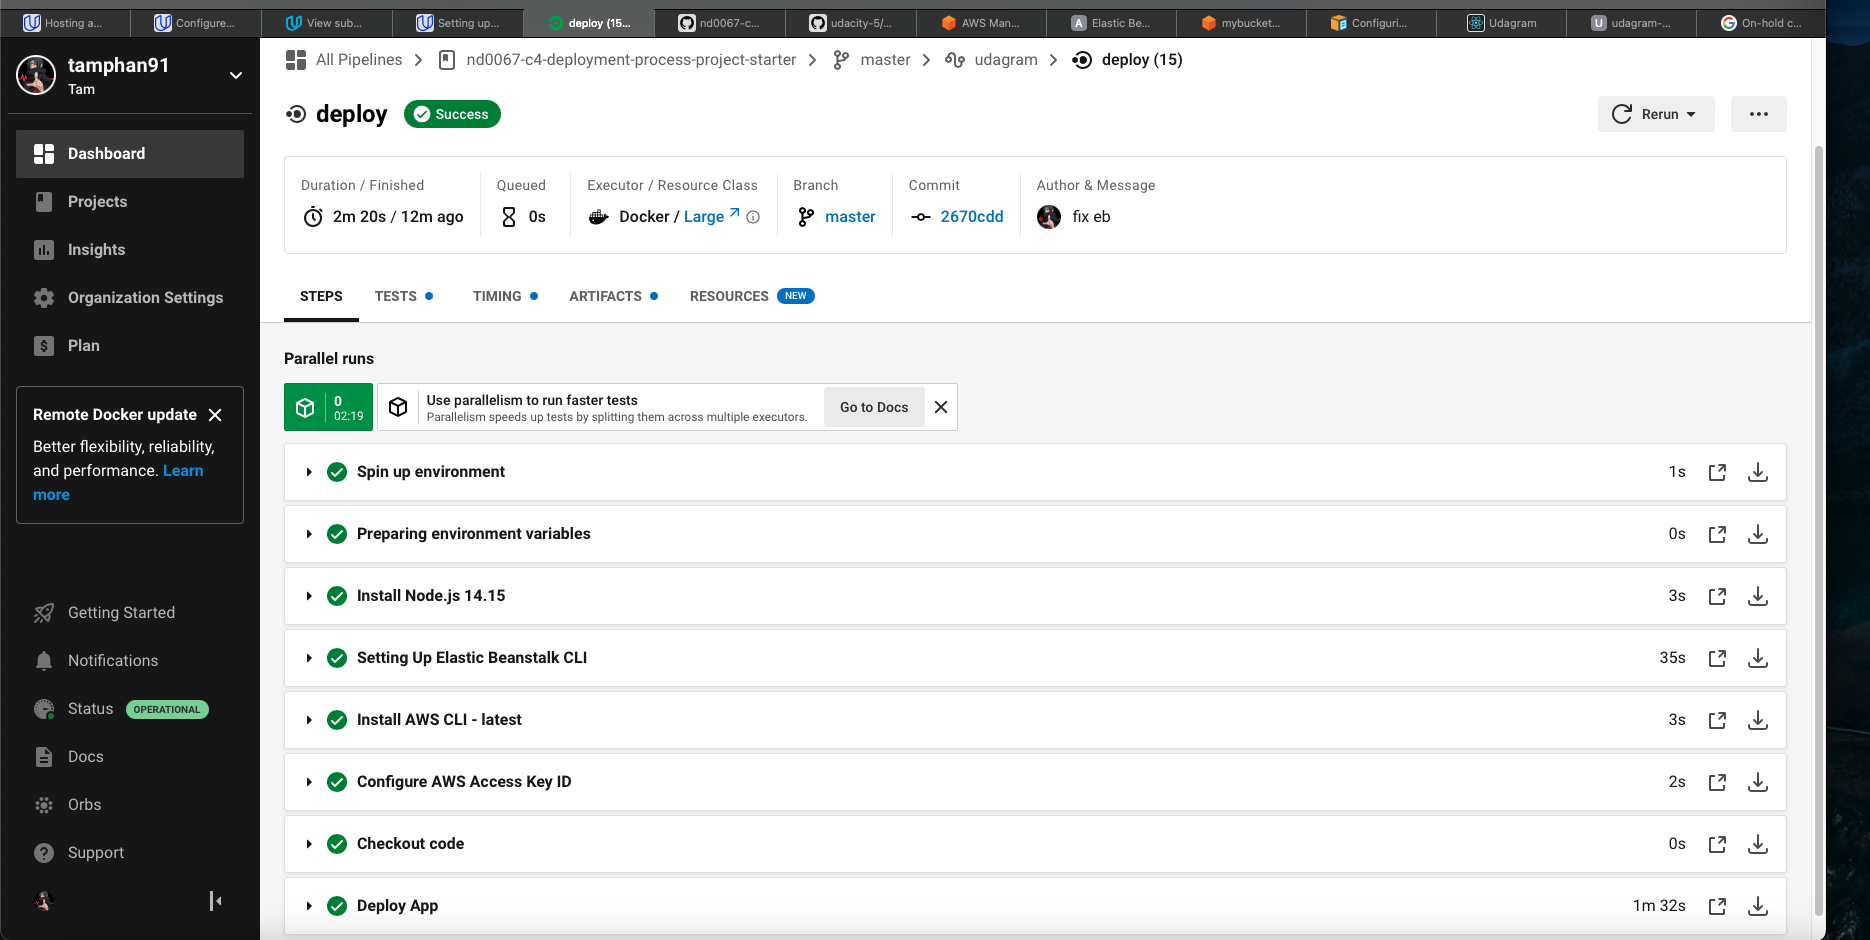 Hosting a...
Configure...
View sub...
Setting up...
deploy (15...
nd0067-c...
udacity-5/...
AWS Man...
A
Elastic Be...
mybucket...
Configuri...
Udagram
U
udagram-...
On-hold c...
tamphan91
Tam
Dashboard
Projects
Insights
Organization Settings
$
Plan
Remote Docker update
Better flexibility, reliability,
and performance. Learn
more
Getting Started
Notifications
Status OPERATIONAL
Docs
Orbs
?
Support
All Pipelines
nd0067-c4-deployment-process-project-starter
master
udagram
deploy (15)
deploy
Success
Rerun
Duration / Finished
2m 20s / 12m ago
Queued
0s
Executor / Resource Class
Docker / Large
Branch
master
Commit
2670cdd
Author & Message
fix eb
STEPS
TESTS
TIMING
ARTIFACTS
RESOURCES NEW
Parallel runs
0
02:19
Use parallelism to run faster tests
Parallelism speeds up tests by splitting them across multiple executors.
Go to Docs
Spin up environment 1s
Preparing environment variables 0s
Install Node.js 14.15 3s
Setting Up Elastic Beanstalk CLI 35s
Install AWS CLI - latest 3s
Configure AWS Access Key ID 2s
Checkout code 0s
Deploy App 1m 32s